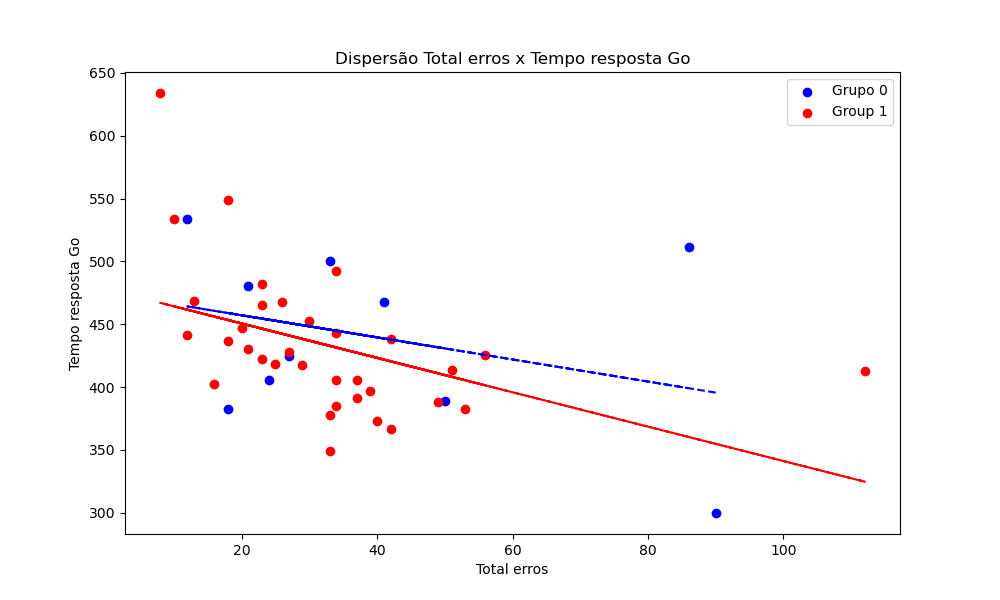 Dispersão Total erros x Tempo resposta Go
Grupo 0
Group 1
Tempo resposta Go
650
600
550
500
450
400
350
300
20 40 60 80 100
Total erros